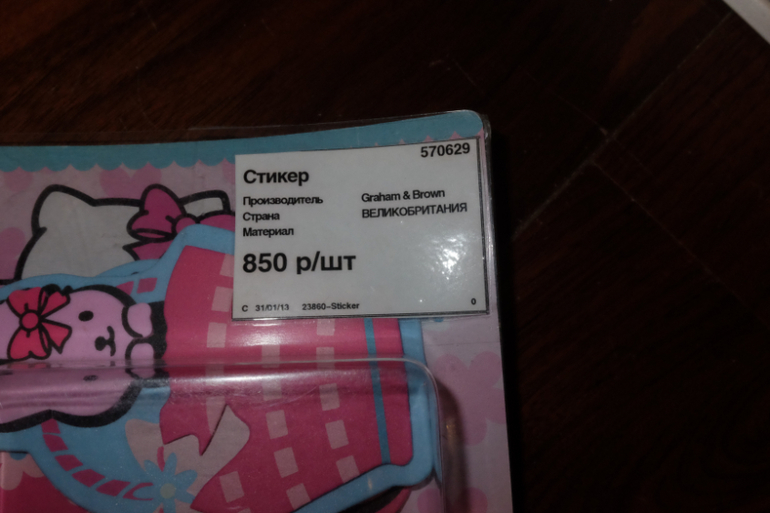 570629
Стикер
Производитель Graham & Brown
Страна ВЕЛИКОБРИТАНИЯ
Материал
850 р/шт
С 31/01/13 23860-Sticker 0